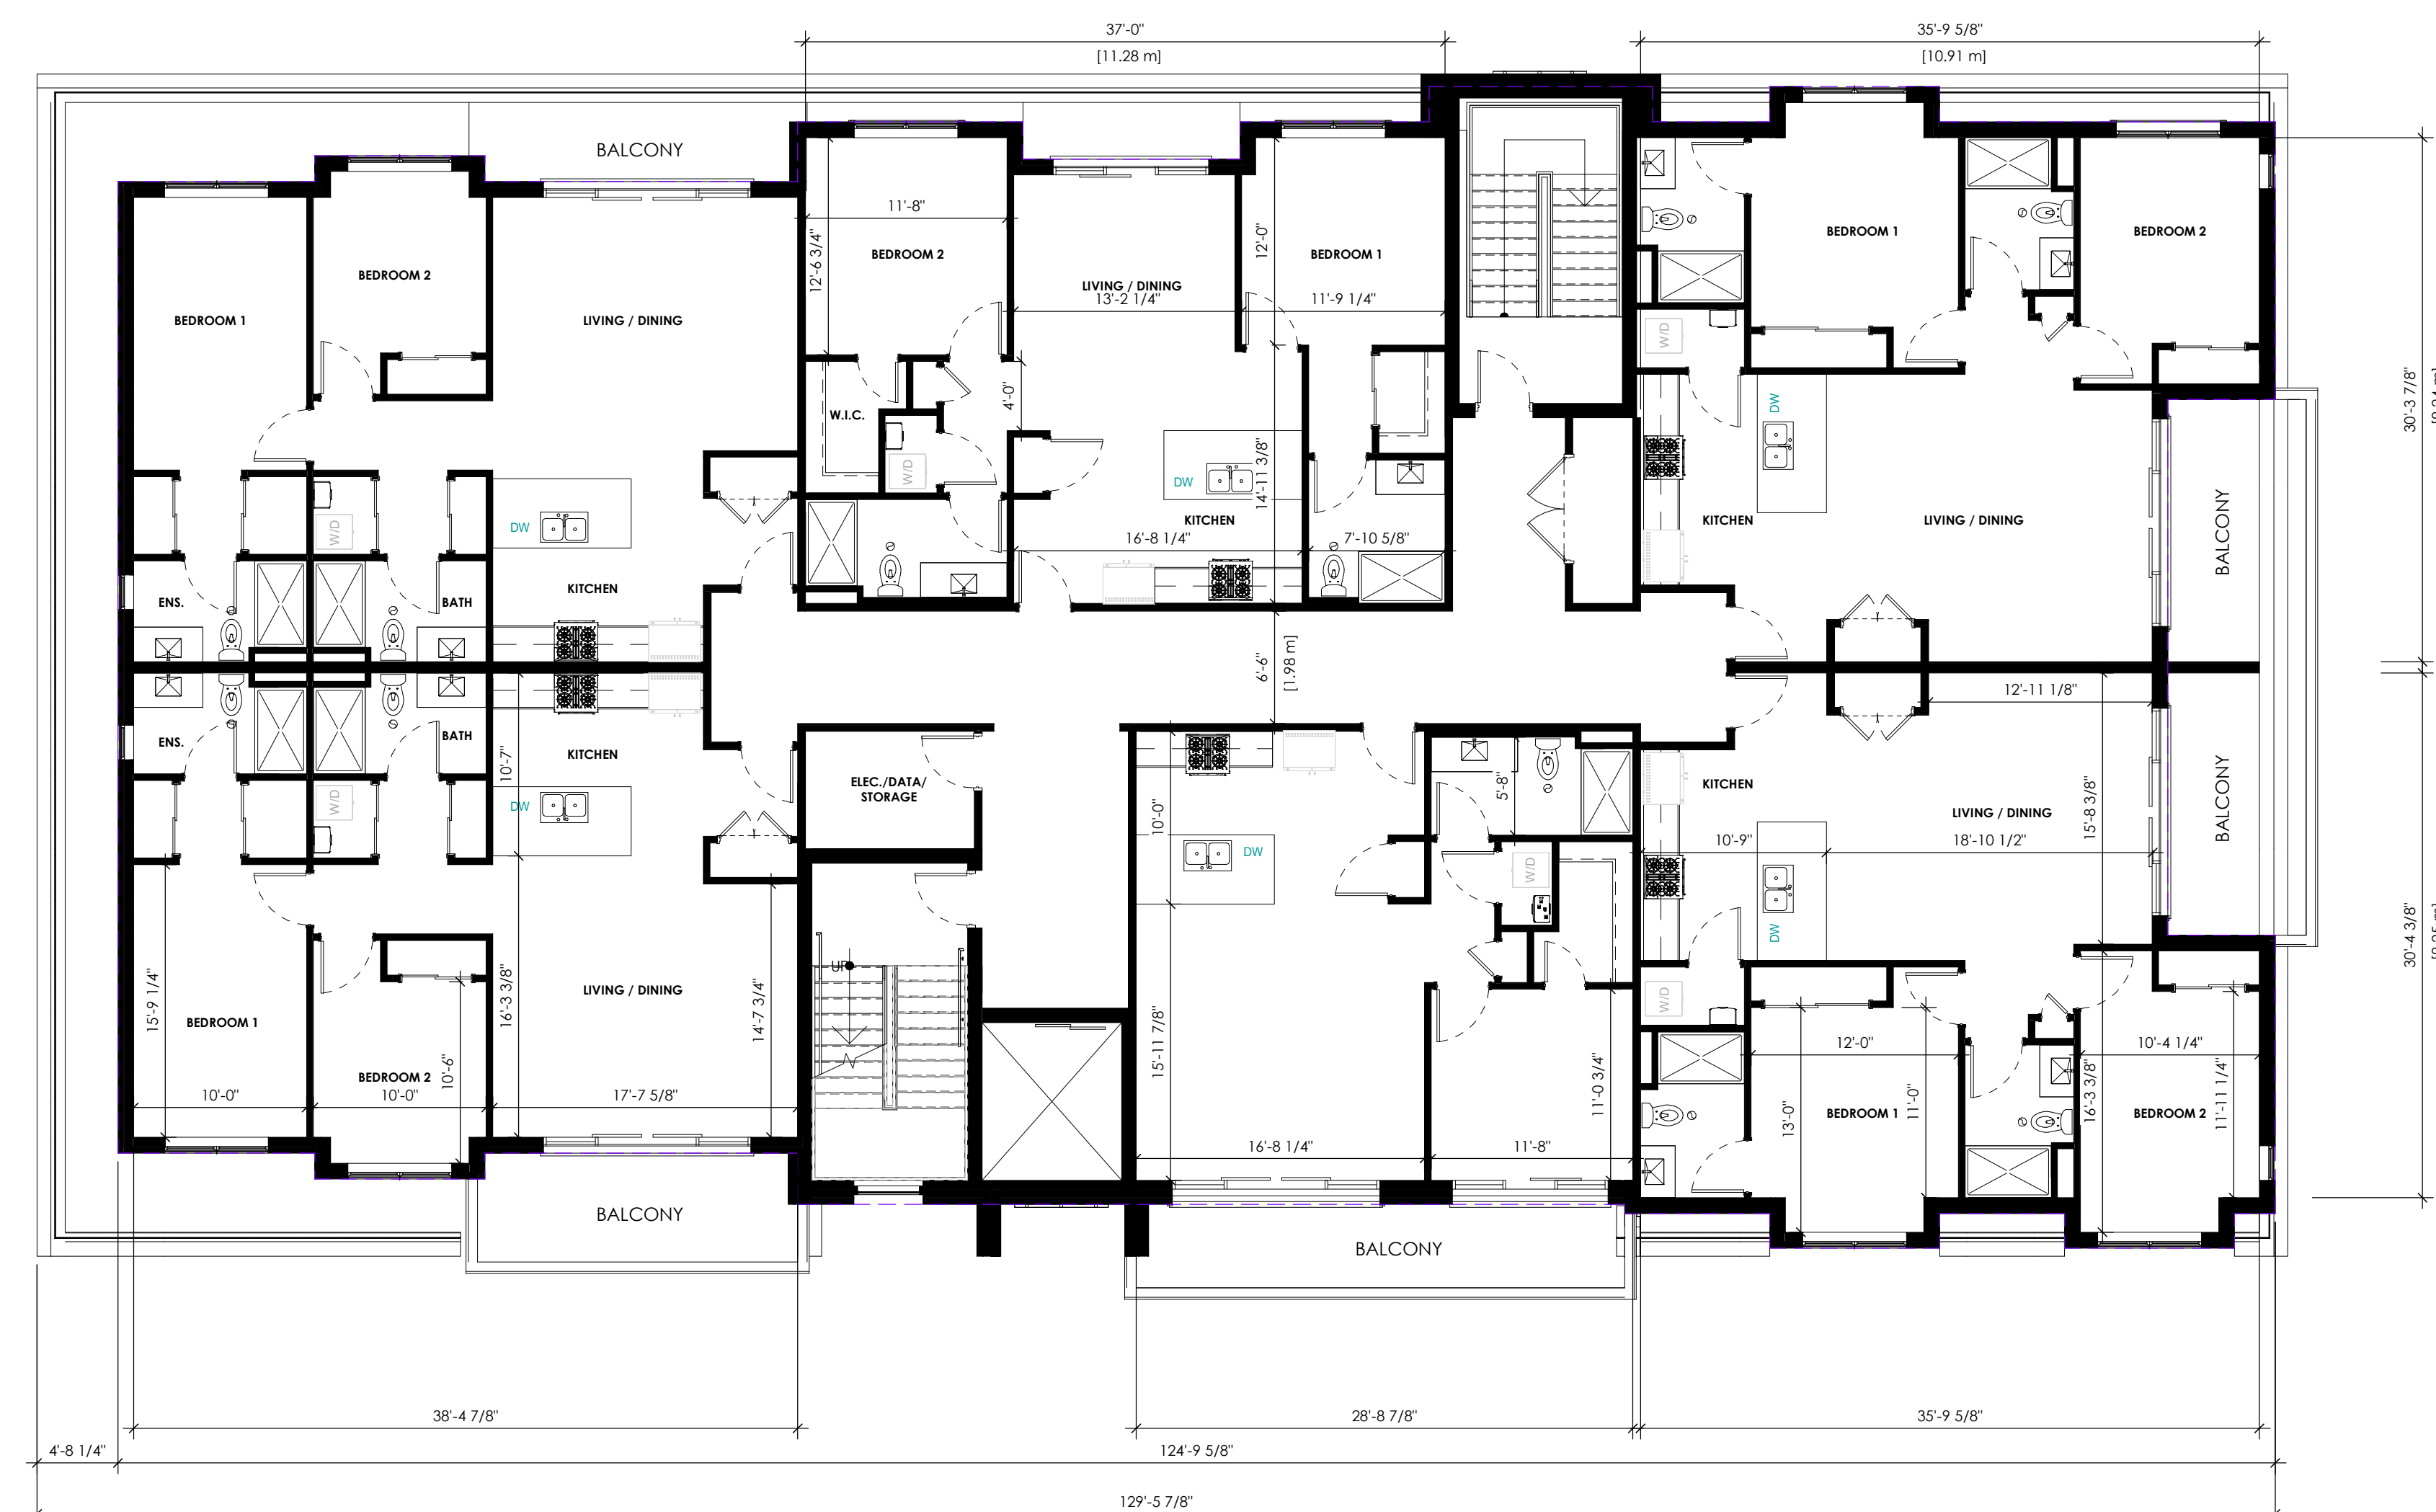 37'-0"
[11.28 m]
35'-9 5/8"
[10.91 m]
BALCONY
11'-8"
12'-6 3/4"
BEDROOM 2
12'-0"
BEDROOM 1
BEDROOM 1
BEDROOM 2
BEDROOM 2
BEDROOM 1
LIVING / DINING
LIVING / DINING
13'-2 1/4"
11'-9 1/4"
W/D
30'-3 7/8"
W.I.C.
4'-0"
DW
W/D
14'-11 3/8"
DW
W/D
DW
KITCHEN
KITCHEN
LIVING / DINING
BALCONY
16'-8 1/4"
7'-10 5/8"
KITCHEN
ENS.
BATH
6'-6"
[1.98 m]
12'-11 1/8"
ENS.
BATH
10'-7"
KITCHEN
ELEC./DATA/
STORAGE
5'-8"
KITCHEN
BALCONY
W/D
DW
10'-0"
DW
LIVING / DINING
15'-8 3/8"
10'-9"
18'-10 1/2"
W/D
DW
30'-4 3/8"
UP
15'-9 1/4"
16'-3 3/8"
LIVING / DINING
14'-7 3/4"
W/D
BEDROOM 1
15'-11 7/8"
12'-0"
10'-4 1/4"
BEDROOM 2
10'-6"
11'-0 3/4"
13'-0"
BEDROOM 1
11'-0"
16'-3 3/8"
BEDROOM 2
11'-11 1/4"
10'-0"
10'-0"
17'-7 5/8"
16'-8 1/4"
11'-8"
BALCONY
BALCONY
38'-4 7/8"
28'-8 7/8"
35'-9 5/8"
4'-8 1/4"
124'-9 5/8"
129'-5 7/8"